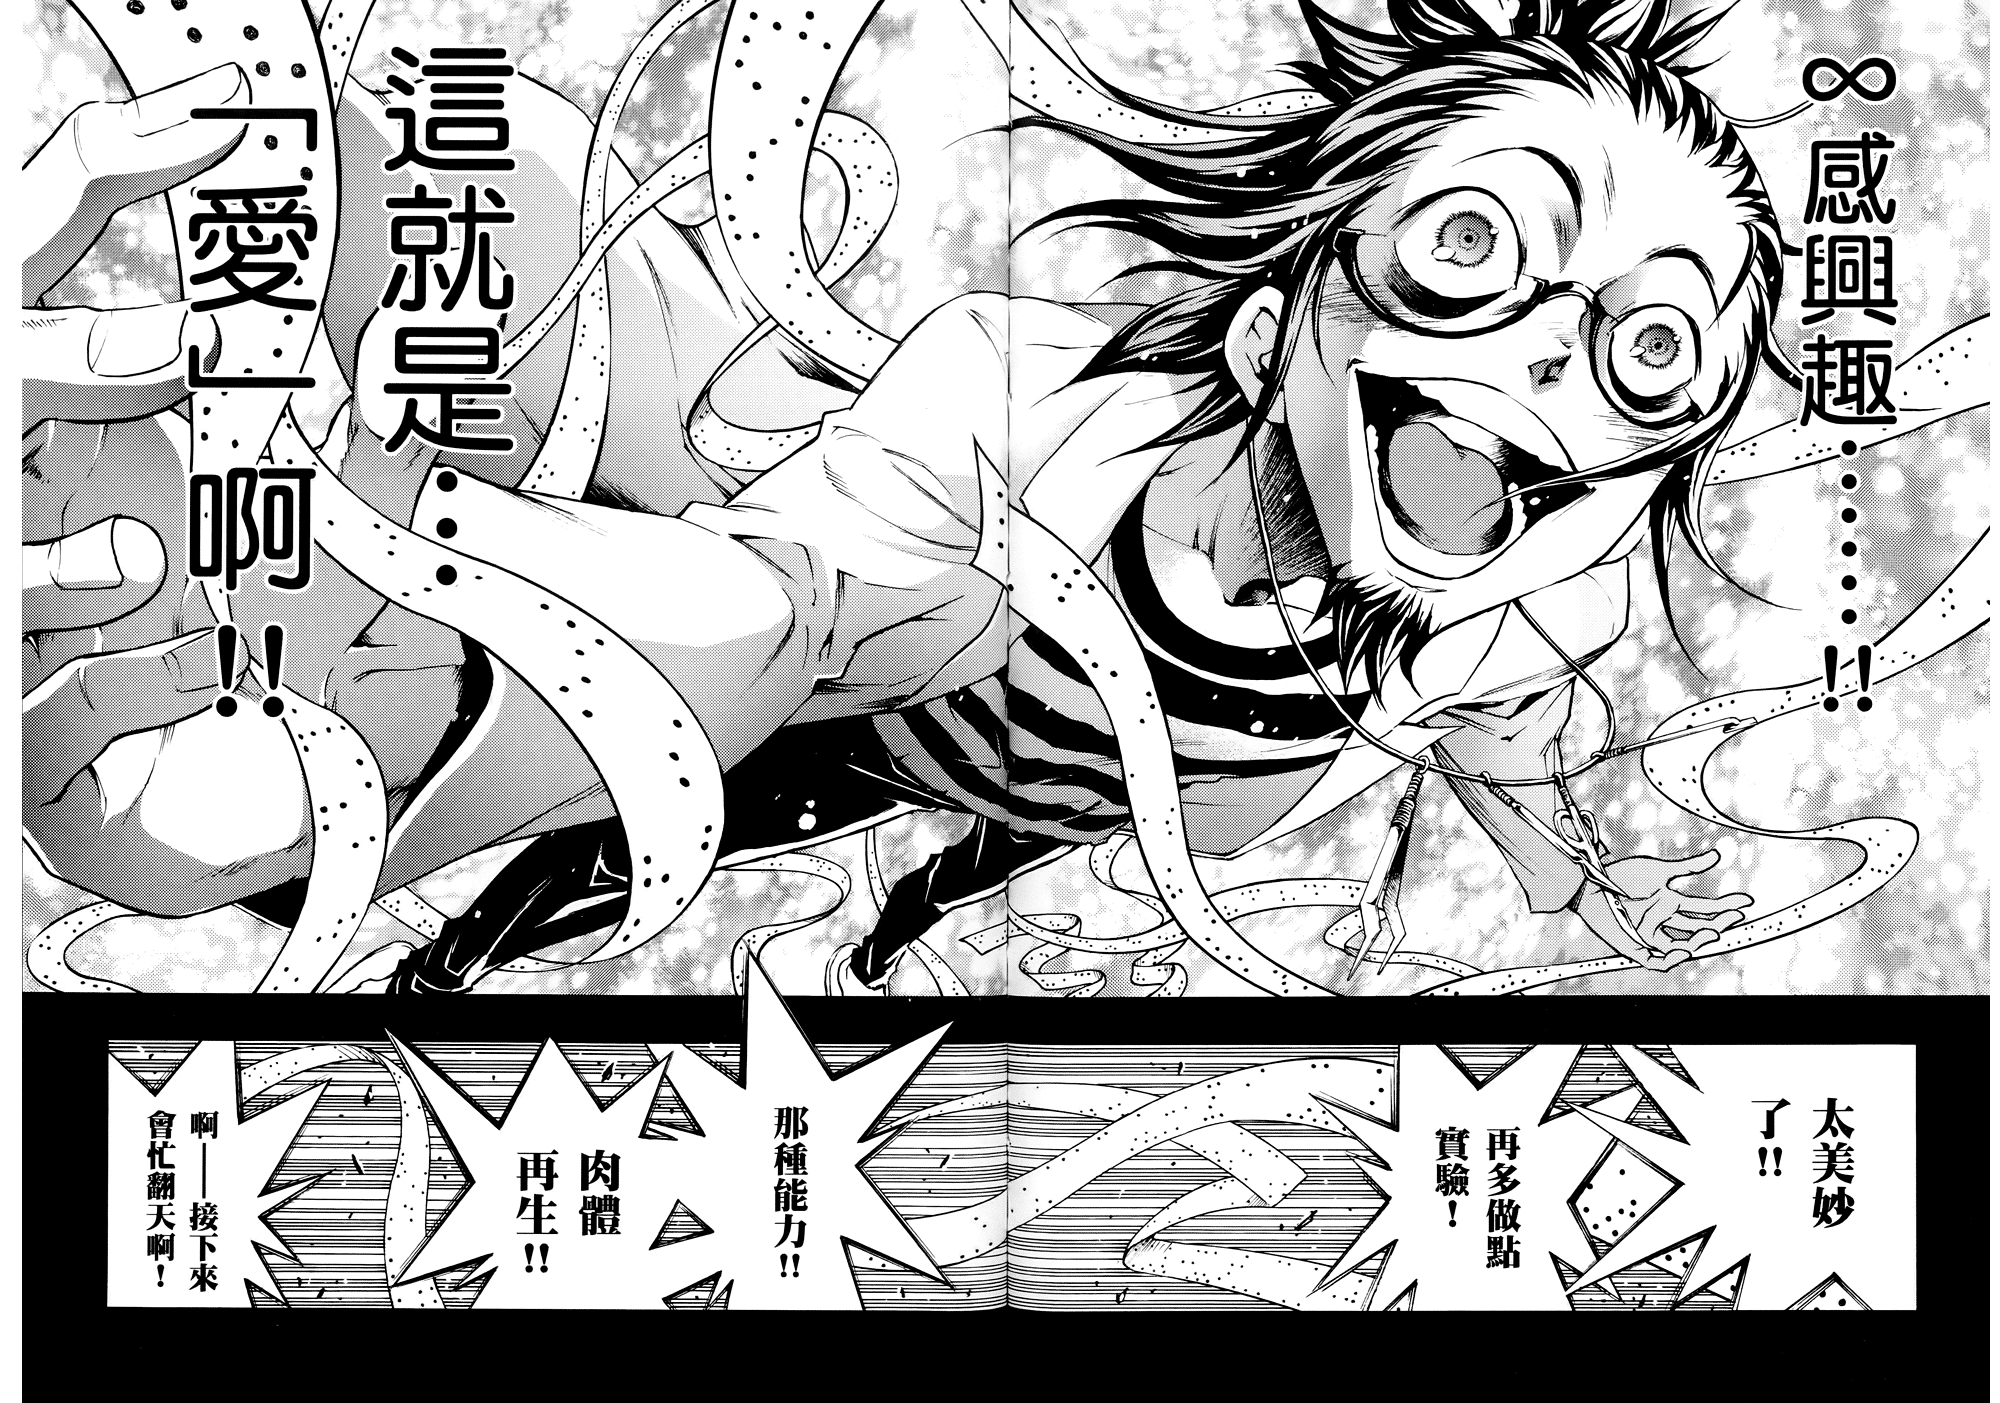 ∞感興趣……!!
這就是…
「愛」啊!!
太美妙
了!!
再多做點
實驗！
那種能力!!
肉體
再生!!
啊──接下來
會忙翻天啊！